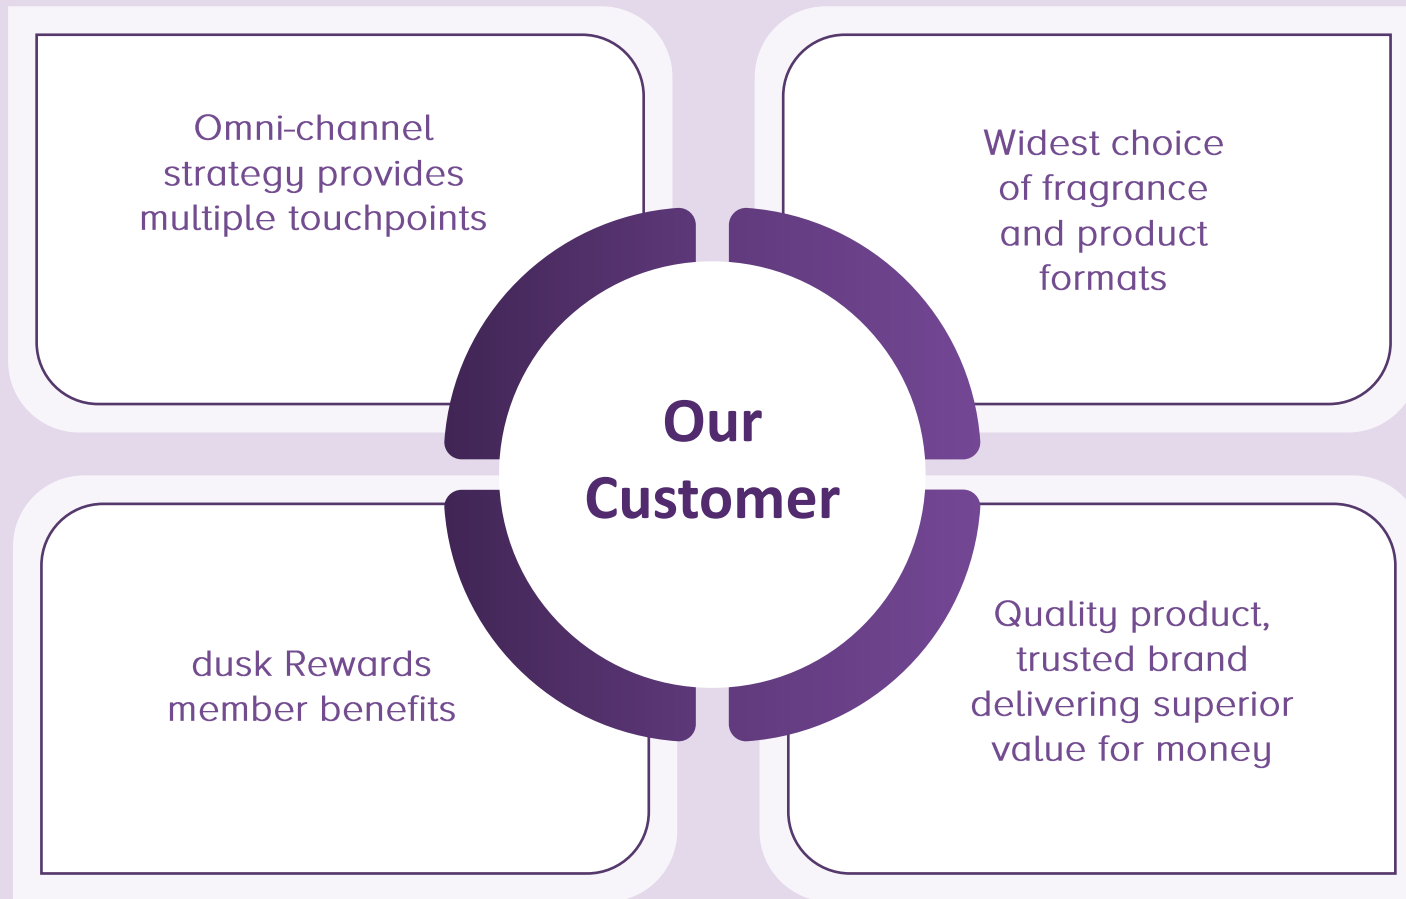 Omni-channel
strategy provides
multiple touchpoints
Widest choice
of fragrance
and product
formats
Our
Customer
dusk Rewards
member benefits
Quality product,
trusted brand
delivering superior
value for money